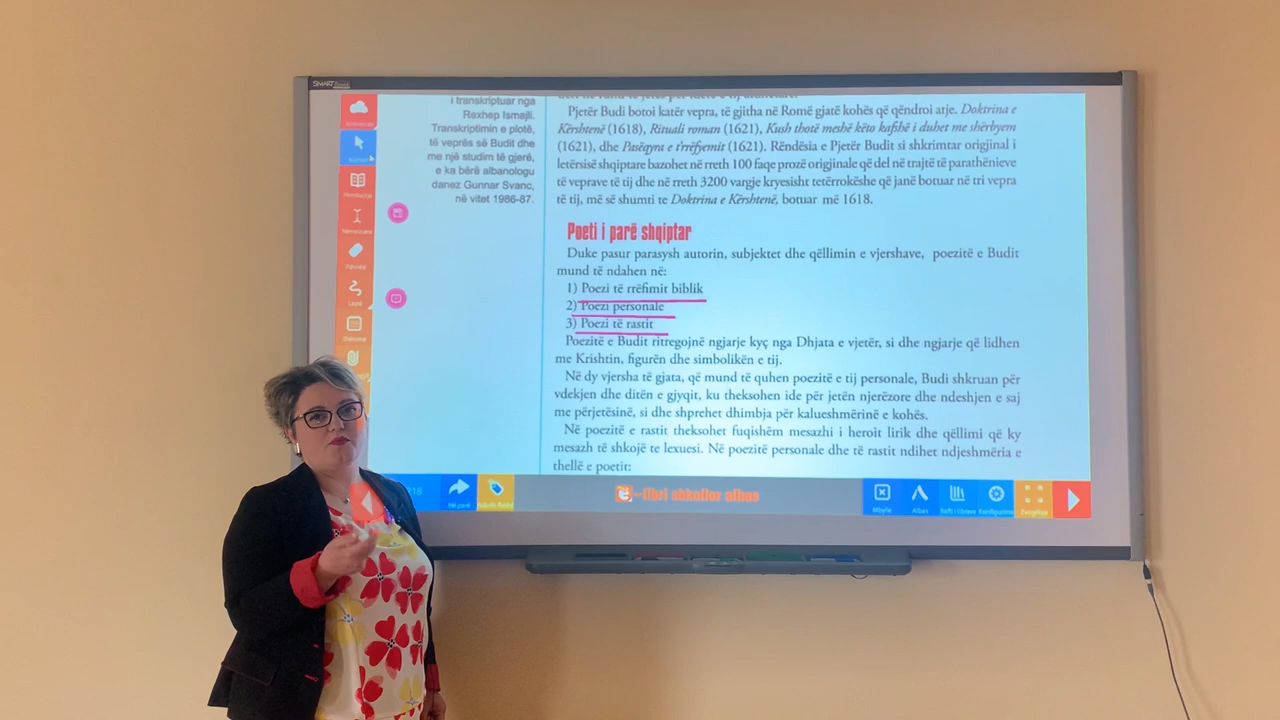 SMART Board
i transkriptuar nga
Rexhep Ismajli.
Transkriptimin e plotë,
të veprës së Budit dhe
me një studim të gjerë,
e ka bërë albanologu
danez Gunnar Svanc,
në vitet 1986-87.
Pjetër Budi botoi katër vepra, të gjitha në Romë gjatë kohës që qëndroi atje. Doktrina e
Kërshtenë (1618), Rituali roman (1621), Kush thotë meshë këto kafshë i duhet me shërbyem
(1621), dhe Pasëqyra e t'rrëfyemit (1621). Rëndësia e Pjetër Budit si shkrimtar origjinal i
letërsisë shqiptare bazohet në rreth 100 faqe prozë origjinale që del në trajtë të parathënieve
të veprave të tij dhe në rreth 3200 vargje kryesisht tetërrokëshe që janë botuar në tri vepra
të tij, më së shumti te Doktrina e Kërshtenë, botuar më 1618.
Poeti i parë shqiptar
Duke pasur parasysh autorin, subjektet dhe qëllimin e vjershave, poezitë e Budit
mund të ndahen në:
1) Poezi të rrëfimit biblik
2) Poezi personale
3) Poezi të rastit
Poezitë e Budit ritregojnë ngjarje kyç nga Dhjata e vjetër, si dhe ngjarje që lidhen
me Krishtin, figurën dhe simbolikën e tij.
Në dy vjersha të gjata, që mund të quhen poezitë e tij personale, Budi shkruan për
vdekjen dhe ditën e gjyqit, ku theksohen ide për jetën njerëzore dhe ndeshjen e saj
me përjetësinë, si dhe shprehet dhimbja për kalueshmërinë e kohës.
Në poezitë e rastit theksohet fuqishëm mesazhi i heroit lirik dhe qëllimi që ky
mesazh të shkojë te lexuesi. Në poezitë personale dhe të rastit ndihet ndjeshmëria e
thellë e poetit:
e-libri shkollor albas
Mbylle
Albas
Rafti i librave
Konfigurime
Zmadhoje